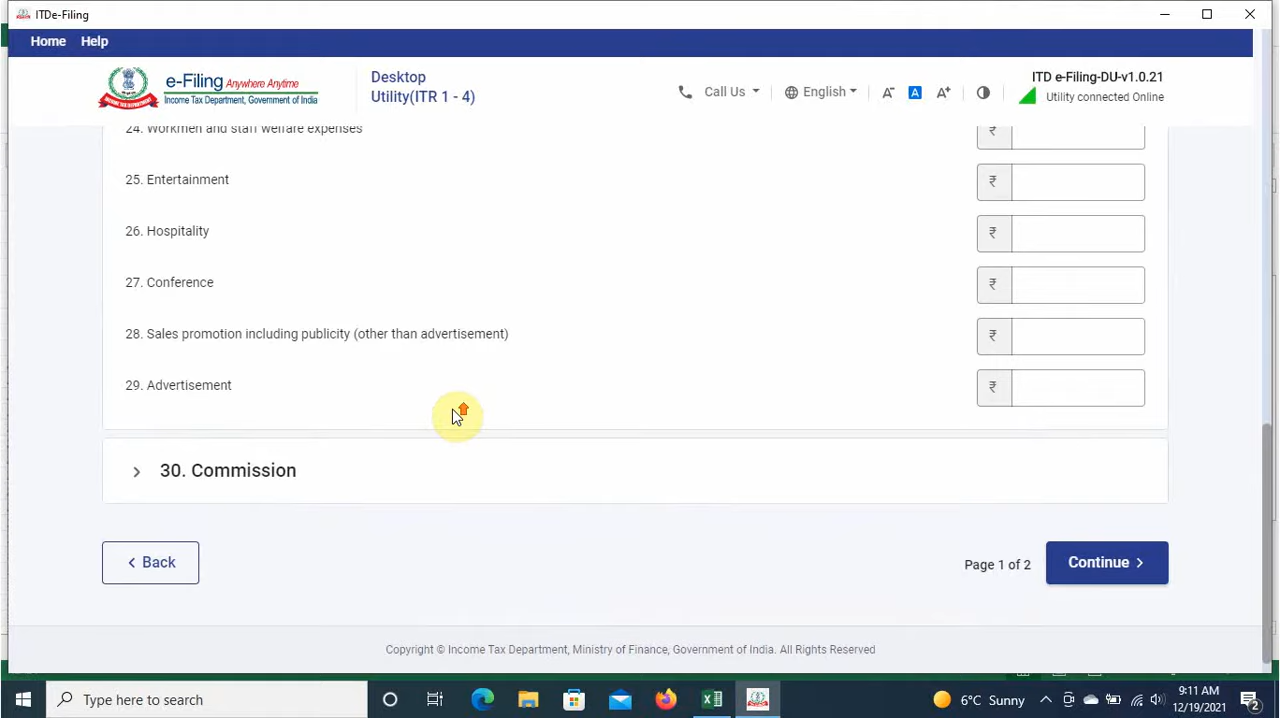 ITDe-Filing
Home Help
e-Filing Anywhere Anytime
Income Tax Department, Government of India
Desktop
Utility(ITR 1 - 4)
Call Us
English
A-
A
A+
ITD e-Filing-DU-v1.0.21
Utility connected Online
24. Workmen and staff welfare expenses
₹
25. Entertainment
₹
26. Hospitality
₹
27. Conference
₹
28. Sales promotion including publicity (other than advertisement)
₹
29. Advertisement
₹
30. Commission
Back
Page 1 of 2
Continue
Copyright © Income Tax Department, Ministry of Finance, Government of India. All Rights Reserved
Type here to search
6°C Sunny
9:11 AM
12/19/2021
2